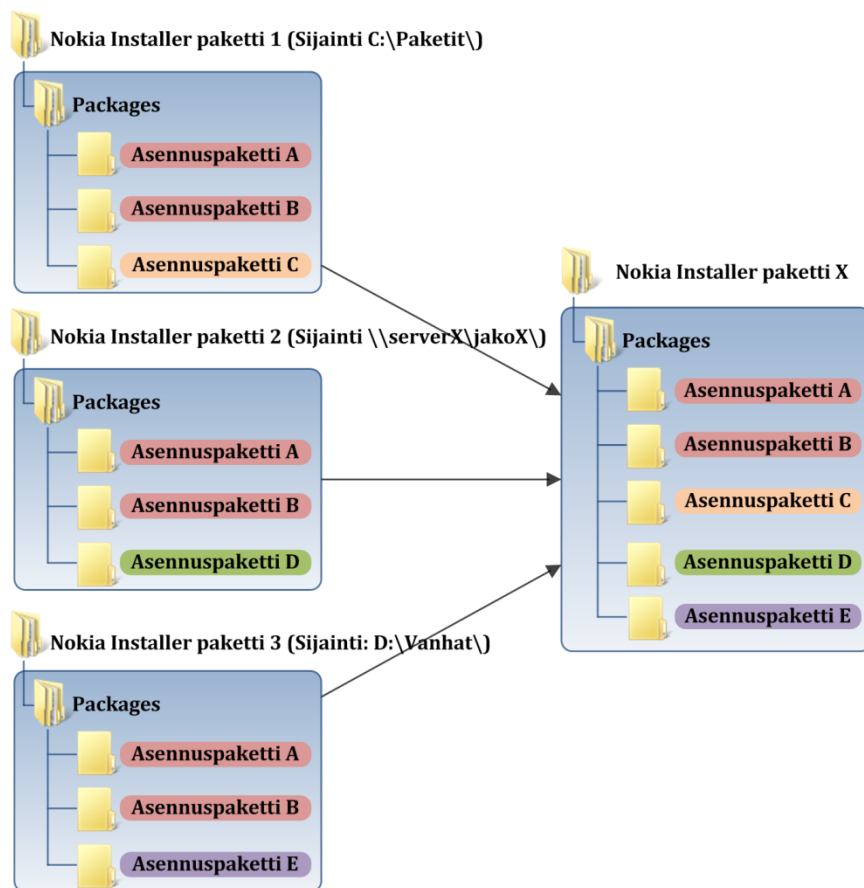 Nokia Installer paketti 1 (Sijainti C:\Paketit\)
Packages
Asennuspaketti A
Asennuspaketti B
Asennuspaketti C
Nokia Installer paketti 2 (Sijainti \\serverX\jakoX\)
Packages
Asennuspaketti A
Asennuspaketti B
Asennuspaketti D
Nokia Installer paketti 3 (Sijainti: D:\Vanhat\)
Packages
Asennuspaketti A
Asennuspaketti B
Asennuspaketti E
Nokia Installer paketti X
Packages
Asennuspaketti A
Asennuspaketti B
Asennuspaketti C
Asennuspaketti D
Asennuspaketti E